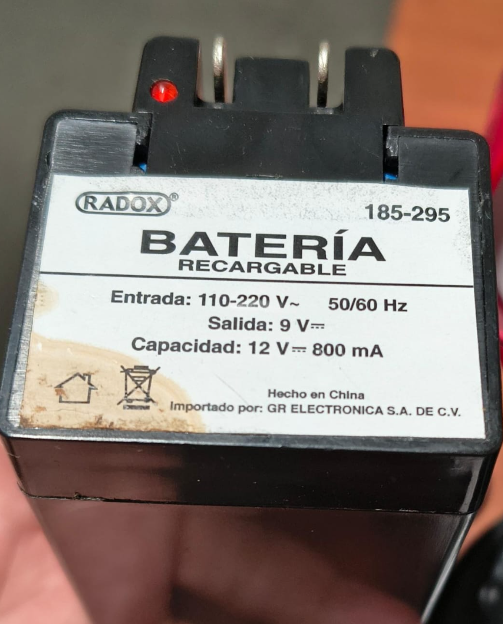 RADOX®
185-295
BATERÍA
RECARGABLE
Entrada: 110-220 V~ 50/60 Hz
Salida: 9 V⎓
Capacidad: 12 V⎓ 800 mA
Hecho en China
Importado por: GR ELECTRONICA S.A. DE C.V.